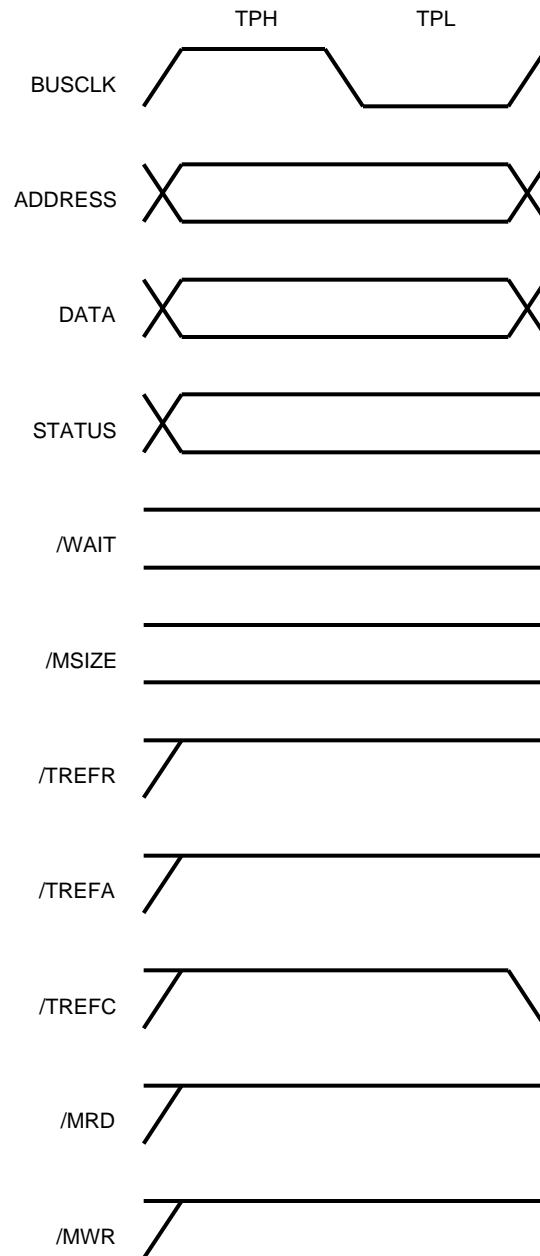 TPH TPL
BUSCLK
ADDRESS
DATA
STATUS
/WAIT
/MSIZE
/TREFR
/TREFA
/TREFC
/MRD
/MWR